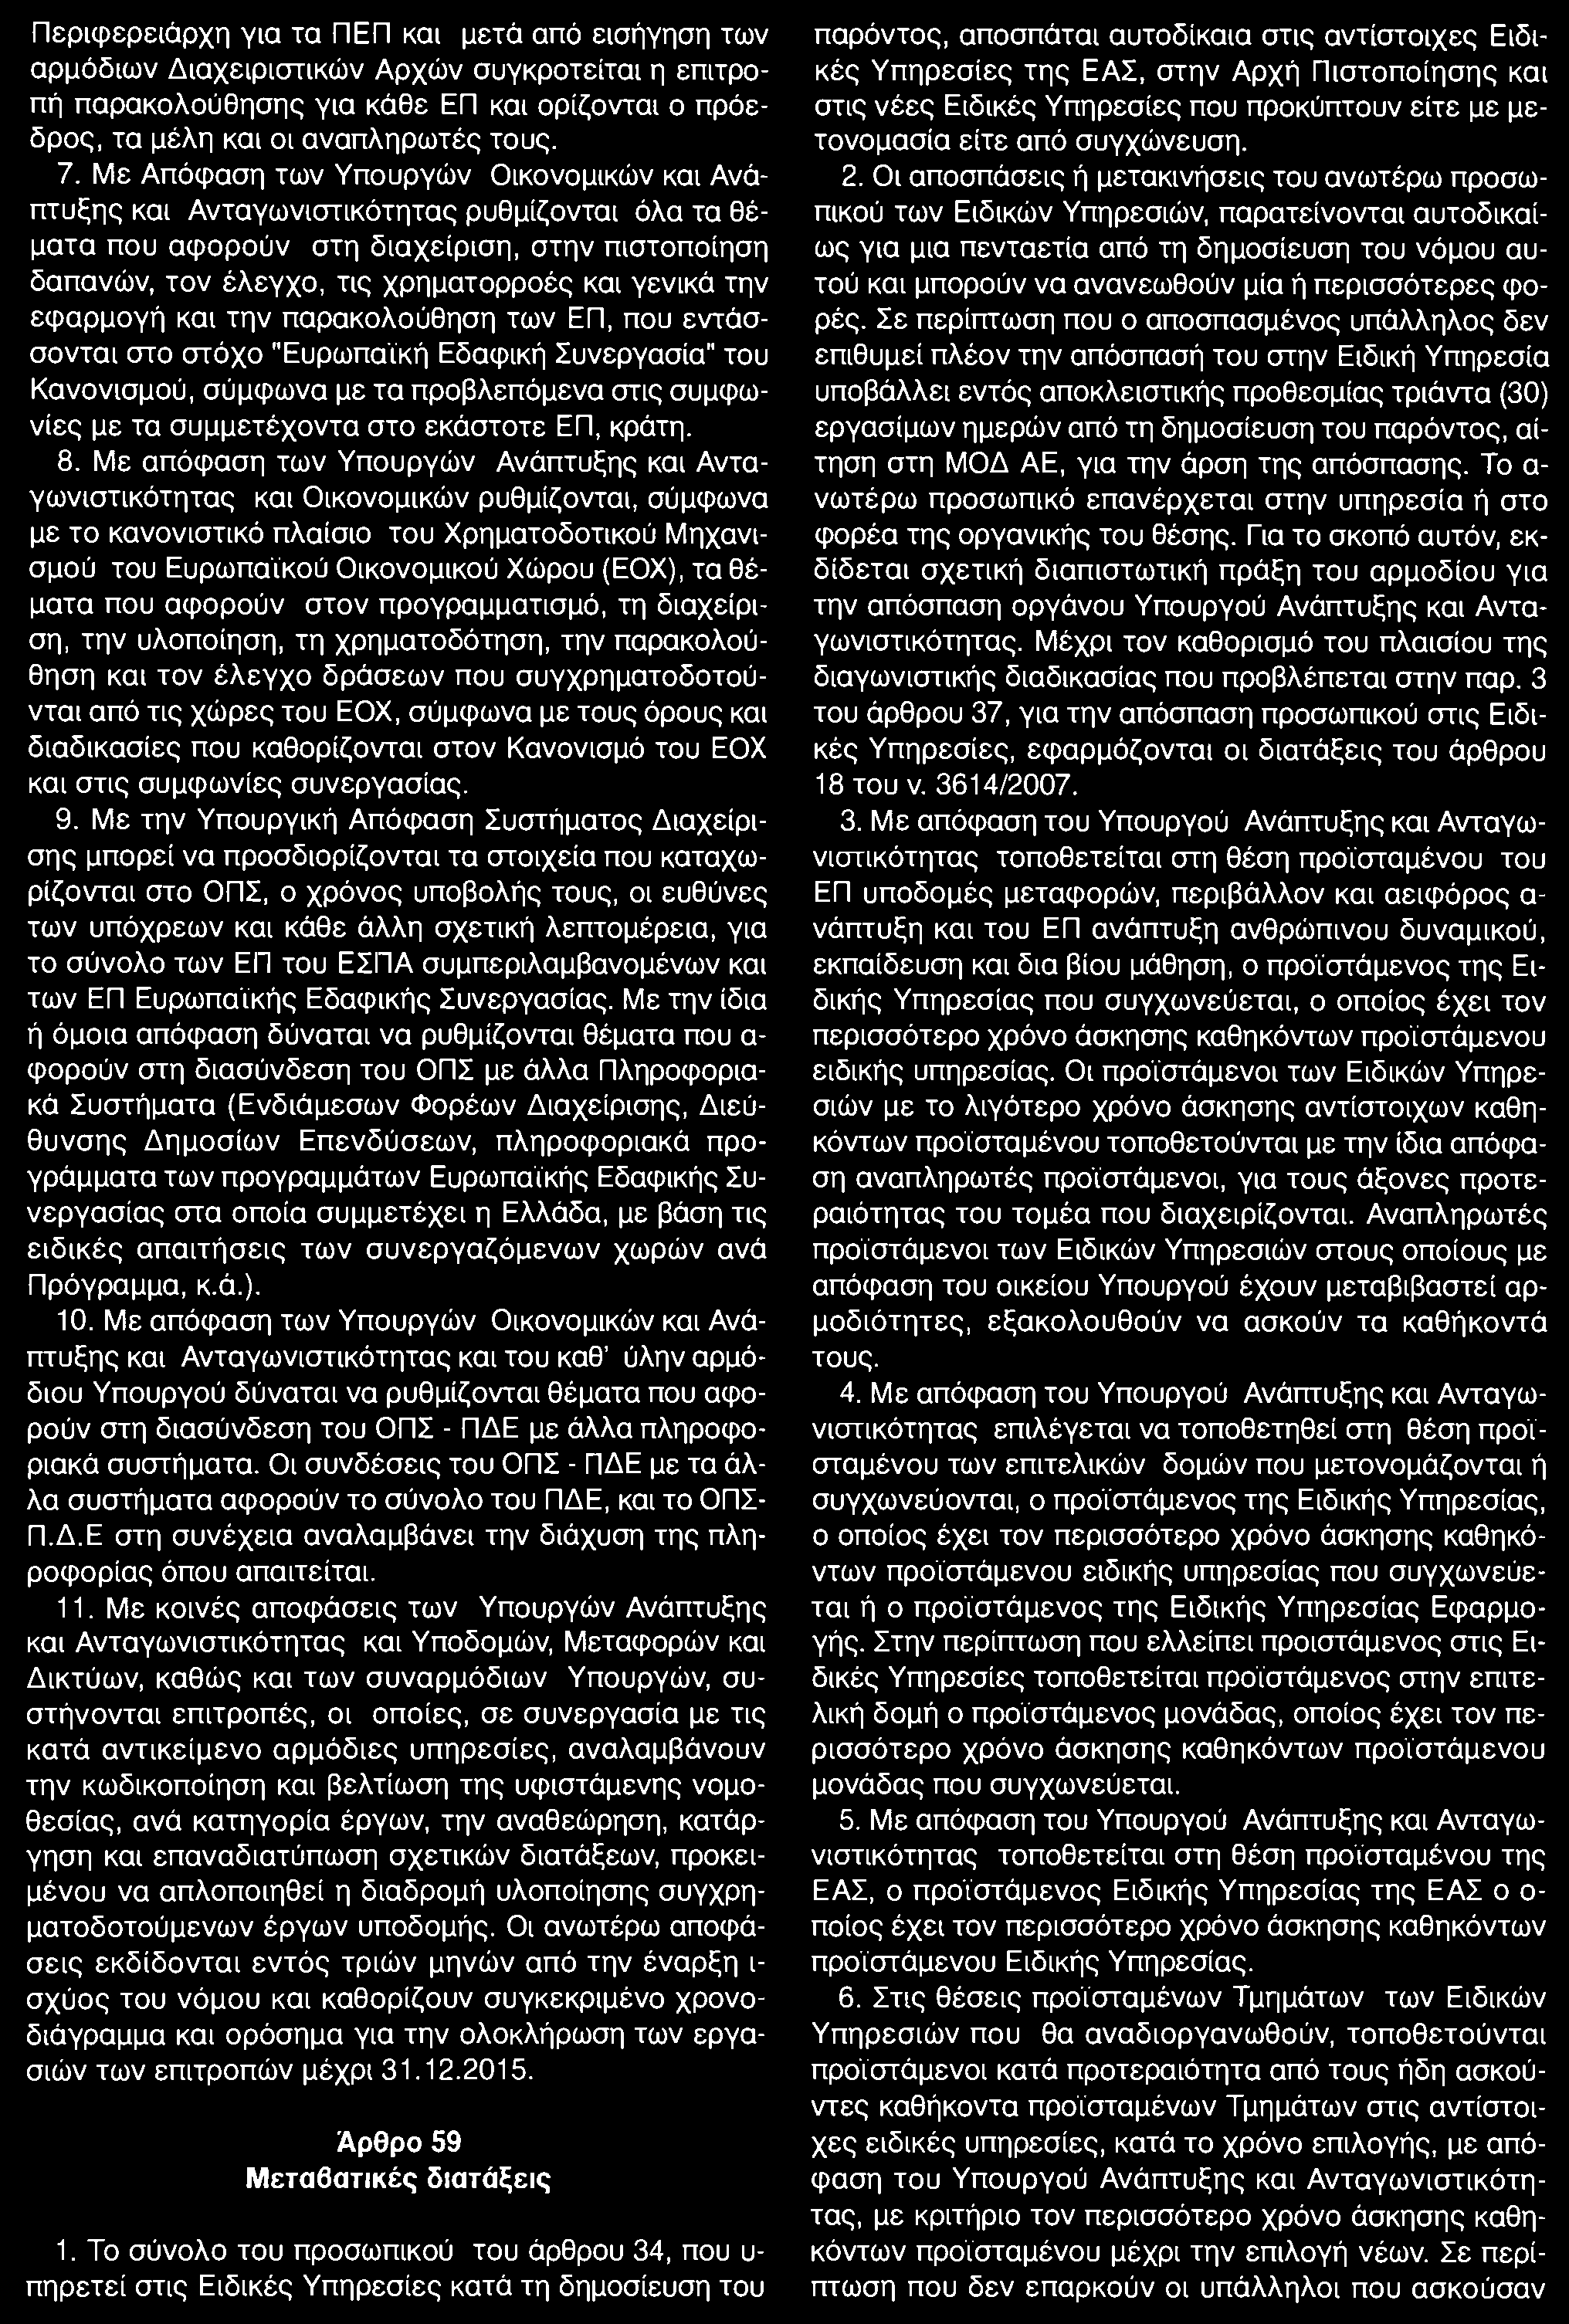 Περιφερειάρχη για τα ΠΕΠ και μετά από εισήγηση των
αρμόδιων Διαχειριστικών Αρχών συγκροτείται η επιτρο-
πή παρακολούθησης για κάθε ΕΠ και ορίζονται ο πρόε-
δρος, τα μέλη και οι αναπληρωτές τους.
7. Με Απόφαση των Υπουργών Οικονομικών και Ανά-
πτυξης και Ανταγωνιστικότητας ρυθμίζονται όλα τα θέ-
ματα που αφορούν στη διαχείριση, στην πιστοποίηση
δαπανών, τον έλεγχο, τις χρηματορροές και γενικά την
εφαρμογή και την παρακολούθηση των ΕΠ, που εντάσ-
σονται στο στόχο "Ευρωπαϊκή Εδαφική Συνεργασία" του
Κανονισμού, σύμφωνα με τα προβλεπόμενα στις συμφω-
νίες με τα συμμετέχοντα στο εκάστοτε ΕΠ, κράτη.
8. Με απόφαση των Υπουργών Ανάπτυξης και Αντα-
γωνιστικότητας και Οικονομικών ρυθμίζονται, σύμφωνα
με το κανονιστικό πλαίσιο του Χρηματοδοτικού Μηχανι-
σμού του Ευρωπαϊκού Οικονομικού Χώρου (ΕΟΧ), τα θέ-
ματα που αφορούν στον προγραμματισμό, τη διαχείρι-
ση, την υλοποίηση, τη χρηματοδότηση, την παρακολού-
θηση και τον έλεγχο δράσεων που συγχρηματοδοτού-
νται από τις χώρες του ΕΟΧ, σύμφωνα με τους όρους και
διαδικασίες που καθορίζονται στον Κανονισμό του ΕΟΧ
και στις συμφωνίες συνεργασίας.
9. Με την Υπουργική Απόφαση Συστήματος Διαχείρι-
σης μπορεί να προσδιορίζονται τα στοιχεία που καταχω-
ρίζονται στο ΟΠΣ, ο χρόνος υποβολής τους, οι ευθύνες
των υπόχρεων και κάθε άλλη σχετική λεπτομέρεια, για
το σύνολο των ΕΠ του ΕΣΠΑ συμπεριλαμβανομένων και
των ΕΠ Ευρωπαϊκής Εδαφικής Συνεργασίας. Με την ίδια
ή όμοια απόφαση δύναται να ρυθμίζονται θέματα που α-
φορούν στη διασύνδεση του ΟΠΣ με άλλα Πληροφορια-
κά Συστήματα (Ενδιάμεσων Φορέων Διαχείρισης, Διεύ-
θυνσης Δημοσίων Επενδύσεων, πληροφοριακά προ-
γράμματα των προγραμμάτων Ευρωπαϊκής Εδαφικής Συ-
νεργασίας στα οποία συμμετέχει η Ελλάδα, με βάση τις
ειδικές απαιτήσεις των συνεργαζόμενων χωρών ανά
Πρόγραμμα, κ.ά.).
10. Με απόφαση των Υπουργών Οικονομικών και Ανά-
πτυξης και Ανταγωνιστικότητας και του καθ' ύλην αρμό-
διου Υπουργού δύναται να ρυθμίζονται θέματα που αφο-
ρούν στη διασύνδεση του ΟΠΣ - ΠΔΕ με άλλα πληροφο-
ριακά συστήματα. Οι συνδέσεις του ΟΠΣ - ΠΔΕ με τα άλ-
λα συστήματα αφορούν το σύνολο του ΠΔΕ, και το ΟΠΣ-
Π.Δ.Ε στη συνέχεια αναλαμβάνει την διάχυση της πλη-
ροφορίας όπου απαιτείται.
11. Με κοινές αποφάσεις των Υπουργών Ανάπτυξης
και Ανταγωνιστικότητας και Υποδομών, Μεταφορών και
Δικτύων, καθώς και των συναρμόδιων Υπουργών, συ-
στήνονται επιτροπές, οι οποίες, σε συνεργασία με τις
κατά αντικείμενο αρμόδιες υπηρεσίες, αναλαμβάνουν
την κωδικοποίηση και βελτίωση της υφιστάμενης νομο-
θεσίας, ανά κατηγορία έργων, την αναθεώρηση, κατάρ-
γηση και επαναδιατύπωση σχετικών διατάξεων, προκει-
μένου να απλοποιηθεί η διαδρομή υλοποίησης συγχρη-
ματοδοτούμενων έργων υποδομής. Οι ανωτέρω αποφά-
σεις εκδίδονται εντός τριών μηνών από την έναρξη ι-
σχύος του νόμου και καθορίζουν συγκεκριμένο χρονο-
διάγραμμα και ορόσημα για την ολοκλήρωση των εργα-
σιών των επιτροπών μέχρι 31.12.2015.
Άρθρο 59
Μεταβατικές διατάξεις
1. Το σύνολο του προσωπικού του άρθρου 34, που υ-
πηρετεί στις Ειδικές Υπηρεσίες κατά τη δημοσίευση του
παρόντος, αποσπάται αυτοδίκαια στις αντίστοιχες Ειδι-
κές Υπηρεσίες της ΕΑΣ, στην Αρχή Πιστοποίησης και
στις νέες Ειδικές Υπηρεσίες που προκύπτουν είτε με με-
τονομασία είτε από συγχώνευση.
2. Οι αποσπάσεις ή μετακινήσεις του ανωτέρω προσω-
πικού των Ειδικών Υπηρεσιών, παρατείνονται αυτοδικαί-
ως για μια πενταετία από τη δημοσίευση του νόμου αυ-
τού και μπορούν να ανανεωθούν μία ή περισσότερες φο-
ρές. Σε περίπτωση που ο αποσπασμένος υπάλληλος δεν
επιθυμεί πλέον την απόσπασή του στην Ειδική Υπηρεσία
υποβάλλει εντός αποκλειστικής προθεσμίας τριάντα (30)
εργασίμων ημερών από τη δημοσίευση του παρόντος, αί-
τηση στη ΜΟΔ ΑΕ, για την άρση της απόσπασης. Το α-
νωτέρω προσωπικό επανέρχεται στην υπηρεσία ή στο
φορέα της οργανικής του θέσης. Για το σκοπό αυτόν, εκ-
δίδεται σχετική διαπιστωτική πράξη του αρμοδίου για
την απόσπαση οργάνου Υπουργού Ανάπτυξης και Αντα-
γωνιστικότητας. Μέχρι τον καθορισμό του πλαισίου της
διαγωνιστικής διαδικασίας που προβλέπεται στην παρ. 3
του άρθρου 37, για την απόσπαση προσωπικού στις Ειδι-
κές Υπηρεσίες, εφαρμόζονται οι διατάξεις του άρθρου
18 του ν. 3614/2007.
3. Με απόφαση του Υπουργού Ανάπτυξης και Ανταγω-
νιστικότητας τοποθετείται στη θέση προϊσταμένου του
ΕΠ υποδομές μεταφορών, περιβάλλον και αειφόρος α-
νάπτυξη και του ΕΠ ανάπτυξη ανθρώπινου δυναμικού,
εκπαίδευση και δια βίου μάθηση, ο προϊστάμενος της Ει-
δικής Υπηρεσίας που συγχωνεύεται, ο οποίος έχει τον
περισσότερο χρόνο άσκησης καθηκόντων προϊστάμενου
ειδικής υπηρεσίας. Οι προϊστάμενοι των Ειδικών Υπηρε-
σιών με το λιγότερο χρόνο άσκησης αντίστοιχων καθη-
κόντων προϊσταμένου τοποθετούνται με την ίδια απόφα-
ση αναπληρωτές προϊστάμενοι, για τους άξονες προτε-
ραιότητας του τομέα που διαχειρίζονται. Αναπληρωτές
προϊστάμενοι των Ειδικών Υπηρεσιών στους οποίους με
απόφαση του οικείου Υπουργού έχουν μεταβιβαστεί αρ-
μοδιότητες, εξακολουθούν να ασκούν τα καθήκοντά
τους.
4. Με απόφαση του Υπουργού Ανάπτυξης και Ανταγω-
νιστικότητας επιλέγεται να τοποθετηθεί στη θέση προϊ-
σταμένου των επιτελικών δομών που μετονομάζονται ή
συγχωνεύονται, ο προϊστάμενος της Ειδικής Υπηρεσίας,
ο οποίος έχει τον περισσότερο χρόνο άσκησης καθηκό-
ντων προϊστάμενου ειδικής υπηρεσίας που συγχωνεύε-
ται ή ο προϊστάμενος της Ειδικής Υπηρεσίας Εφαρμο-
γής. Στην περίπτωση που ελλείπει προιστάμενος στις Ει-
δικές Υπηρεσίες τοποθετείται προϊστάμενος στην επιτε-
λική δομή ο προϊστάμενος μονάδας, οποίος έχει τον πε-
ρισσότερο χρόνο άσκησης καθηκόντων προϊστάμενου
μονάδας που συγχωνεύεται.
5. Με απόφαση του Υπουργού Ανάπτυξης και Ανταγω-
νιστικότητας τοποθετείται στη θέση προϊσταμένου της
ΕΑΣ, ο προϊστάμενος Ειδικής Υπηρεσίας της ΕΑΣ ο ο-
ποίος έχει τον περισσότερο χρόνο άσκησης καθηκόντων
προϊστάμενου Ειδικής Υπηρεσίας.
6. Στις θέσεις προϊσταμένων Τμημάτων των Ειδικών
Υπηρεσιών που θα αναδιοργανωθούν, τοποθετούνται
προϊστάμενοι κατά προτεραιότητα από τους ήδη ασκού-
ντες καθήκοντα προϊσταμένων Τμημάτων στις αντίστοι-
χες ειδικές υπηρεσίες, κατά το χρόνο επιλογής, με από-
φαση του Υπουργού Ανάπτυξης και Ανταγωνιστικότη-
τας, με κριτήριο τον περισσότερο χρόνο άσκησης καθη-
κόντων προϊσταμένου μέχρι την επιλογή νέων. Σε περί-
πτωση που δεν επαρκούν οι υπάλληλοι που ασκούσαν